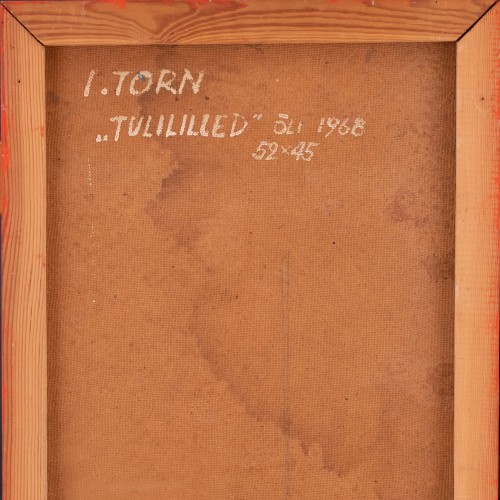 I. TORN
„TULILILLED" ÕLI 1968
52×45